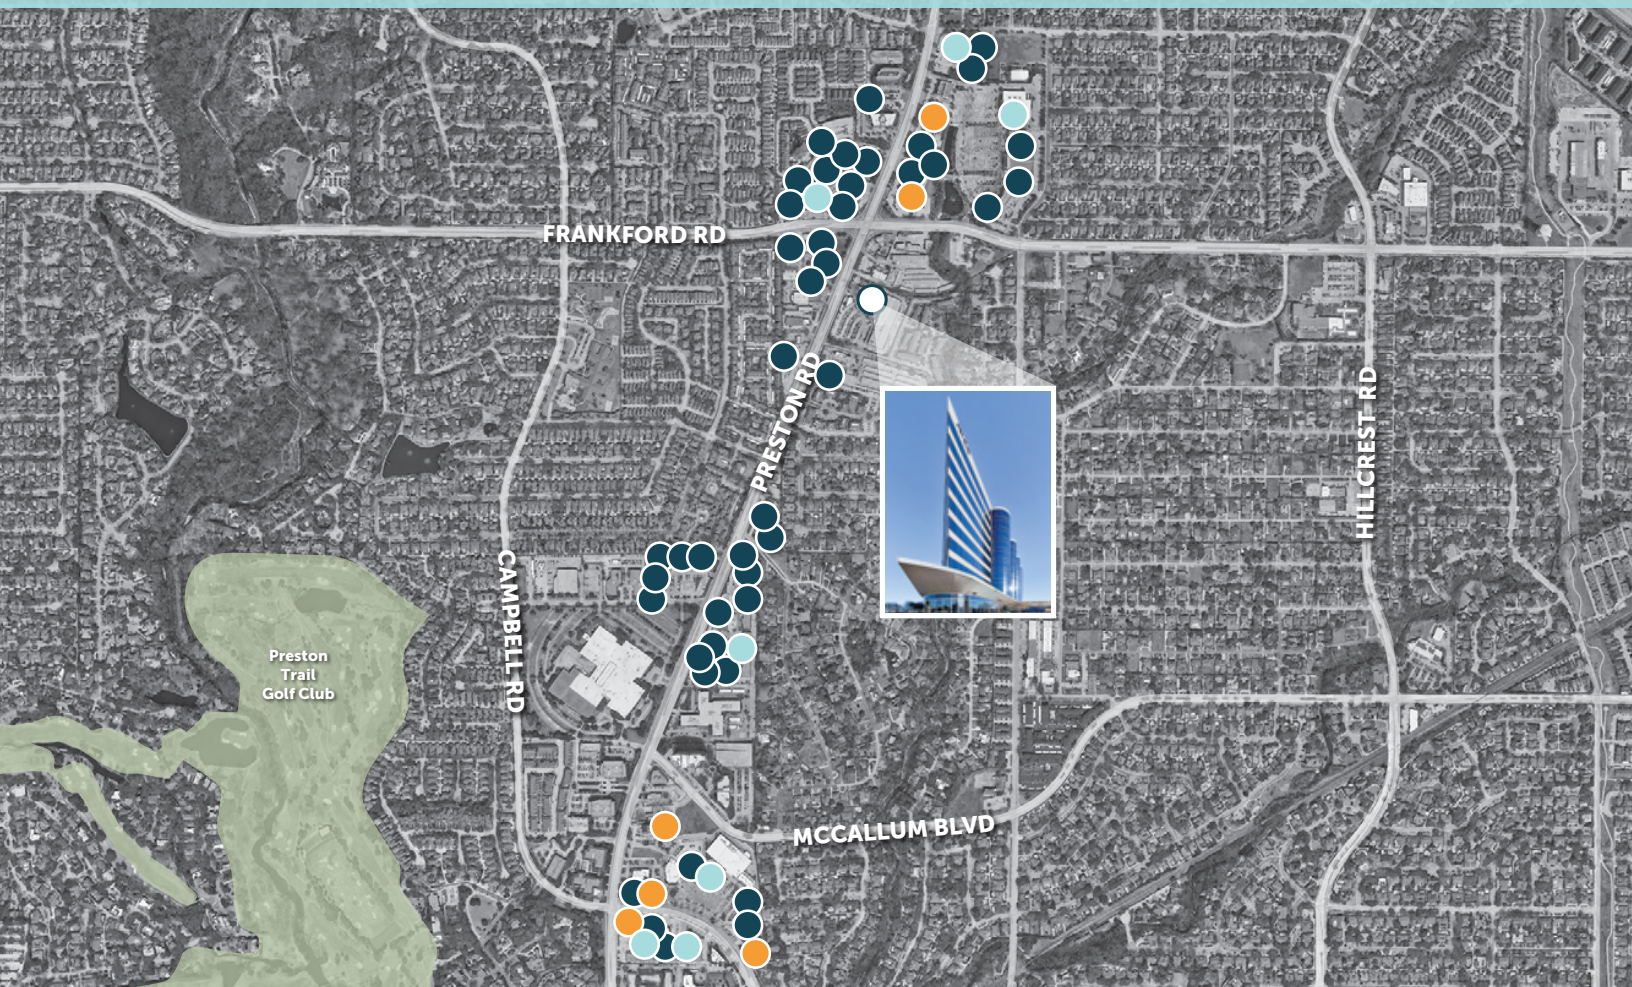 FRANKFORD RD
PRESTON RD
HILLCREST RD
CAMPBELL RD
Preston
Trail
Golf Club
MCCALLUM BLVD